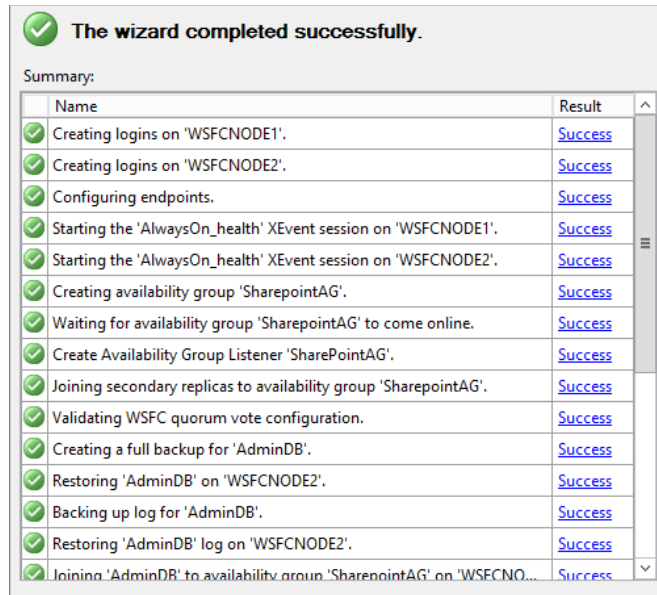 The wizard completed successfully.
Summary:
Name Result
Creating logins on 'WSFCNODE1'. Success
Creating logins on 'WSFCNODE2'. Success
Configuring endpoints. Success
Starting the 'AlwaysOn_health' XEvent session on 'WSFCNODE1'. Success
Starting the 'AlwaysOn_health' XEvent session on 'WSFCNODE2'. Success
Creating availability group 'SharepointAG'. Success
Waiting for availability group 'SharepointAG' to come online. Success
Create Availability Group Listener 'SharePointAG'. Success
Joining secondary replicas to availability group 'SharepointAG'. Success
Validating WSFC quorum vote configuration. Success
Creating a full backup for 'AdminDB'. Success
Restoring 'AdminDB' on 'WSFCNODE2'. Success
Backing up log for 'AdminDB'. Success
Restoring 'AdminDB' log on 'WSFCNODE2'. Success
Joining 'AdminDB' to availability group 'SharepointAG' on 'WSFCNO... Success